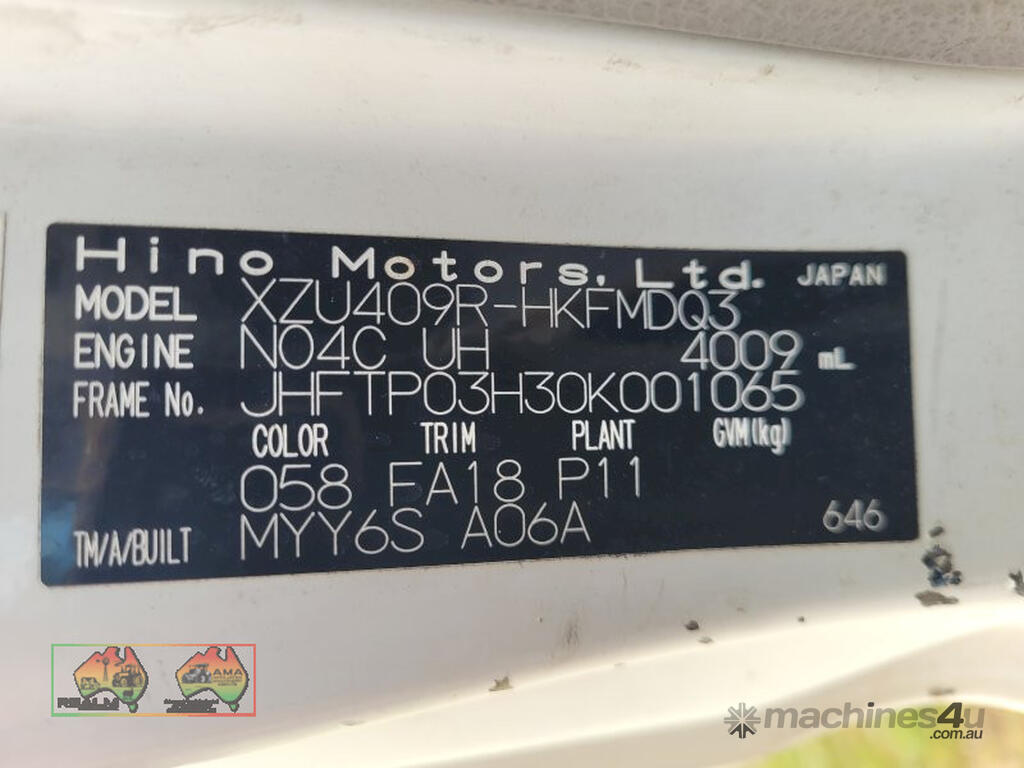 Hino Motors, Ltd. JAPAN
MODEL XZU409R-HKFMDQ3
ENGINE N04C UH 4009 mL
FRAME No. JHFTP03H30K001065
COLOR TRIM PLANT GVM(kg)
058 FA18 P11
TM/A/BUILT MYY6S A06A 646
AMA
machines4u
.com.au